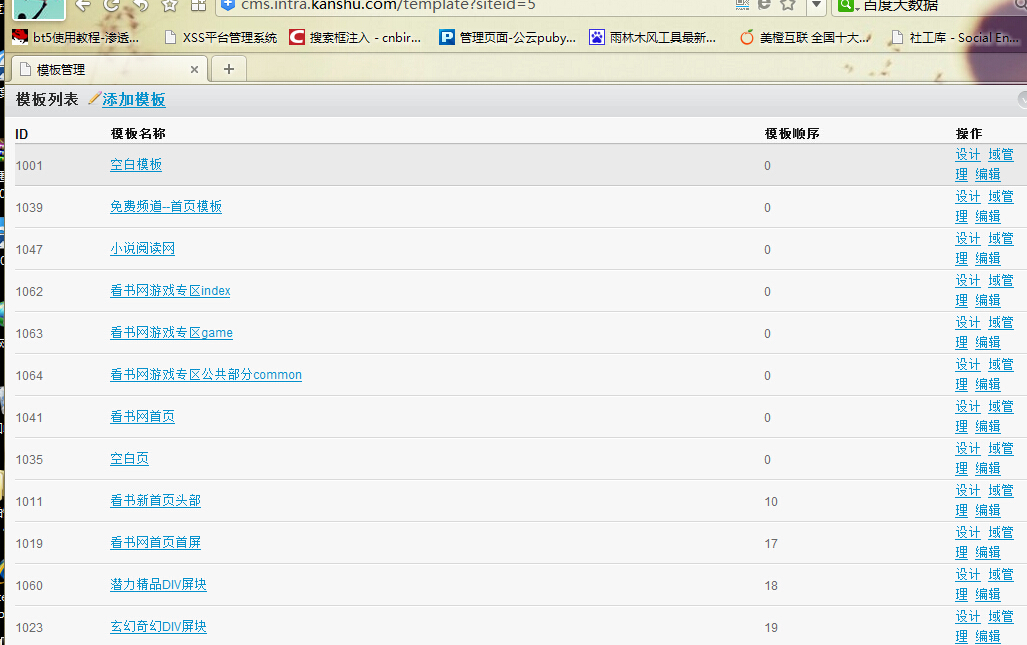 cms.intra.kanshu.com/template?siteid=5
百度大数据
bt5使用教程-渗透...
XSS平台管理系统
搜索框注入 - cnbir...
管理页面-公云puby...
雨林木风工具最新...
美橙互联 全国十大...
社工库 - Social En...
模板管理
模板列表 添加模板
ID 模板名称 模板顺序 操作
1001 空白模板 0 设计 域管
理 编辑
1039 免费频道--首页模板 0 设计 域管
理 编辑
1047 小说阅读网 0 设计 域管
理 编辑
1062 看书网游戏专区index 0 设计 域管
理 编辑
1063 看书网游戏专区game 0 设计 域管
理 编辑
1064 看书网游戏专区公共部分common 0 设计 域管
理 编辑
1041 看书网首页 0 设计 域管
理 编辑
1035 空白页 0 设计 域管
理 编辑
1011 看书新首页头部 10 设计 域管
理 编辑
1019 看书网首页首屏 17 设计 域管
理 编辑
1060 潜力精品DIV屏块 18 设计 域管
理 编辑
1023 玄幻奇幻DIV屏块 19 设计 域管
理 编辑